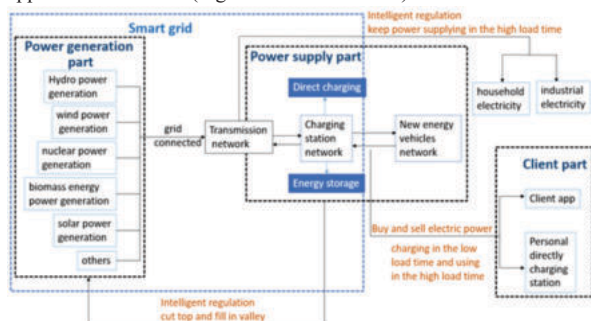 Smart grid
Power generation
part
Hydro power
generation
wind power
generation
nuclear power
generation
biomass energy
power generation
solar power
generation
others
grid
connected
Transmission
network
Power supply part
Direct charging
Charging
station
network
Energy storage
New energy
vehicles
network
Intelligent regulation
keep power supplying in the high load time
household
electricity
industrial
electricity
Client part
Client app
Personal
directly
charging
station
Buy and sell electric power
charging in the low
load time and using
in the high load time
Intelligent regulation
cut top and fill in valley